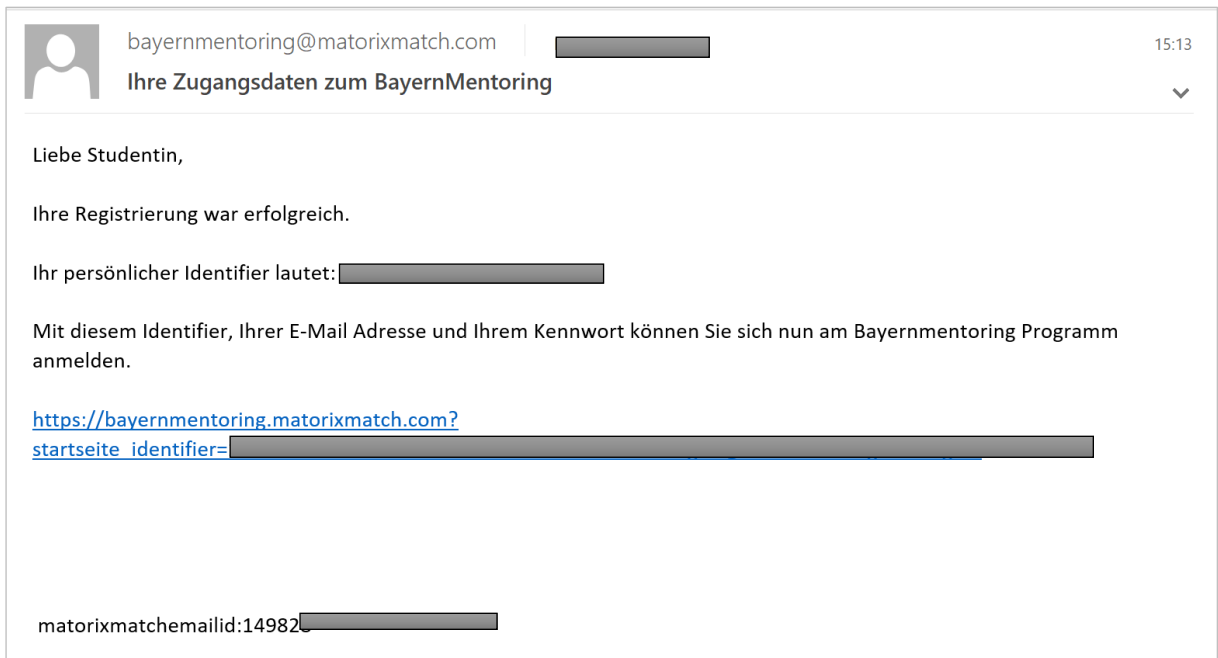 bayernmentoring@matorixmatch.com
15:13
Ihre Zugangsdaten zum BayernMentoring
Liebe Studentin,
Ihre Registrierung war erfolgreich.
Ihr persönlicher Identifier lautet:
Mit diesem Identifier, Ihrer E-Mail Adresse und Ihrem Kennwort können Sie sich nun am Bayernmentoring Programm
anmelden.
https://bayernmentoring.matorixmatch.com?
startseite_identifier=
matorixmatchemailid:14982